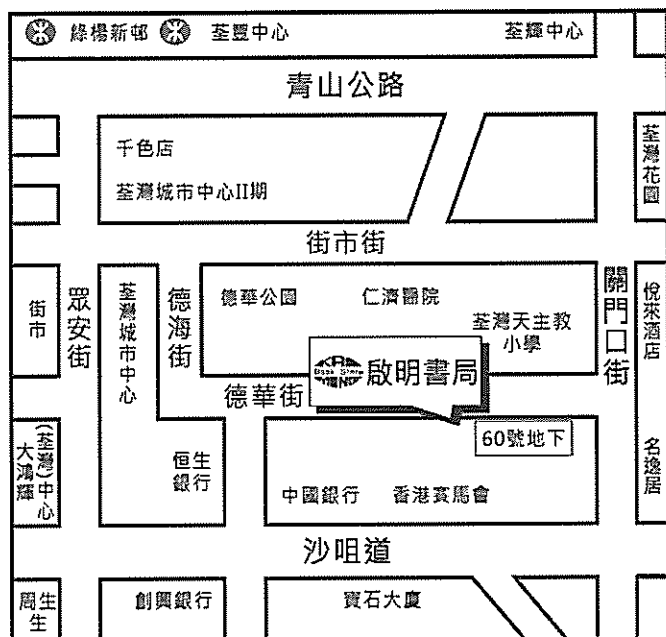 綠楊新邨
荃豐中心
荃輝中心
青山公路
千色店
荃灣城市中心II期
荃灣花園
街市街
街市
眾安街
荃灣城市中心
德海街
德華公園
仁濟醫院
荃灣天主教
小學
關門口街
悅來酒店
Book Store
啟明書局
德華街
60號地下
大鴻輝
(荃灣)中心
恒生
銀行
中國銀行
香港賽馬會
名逸居
沙咀道
周生
生
創興銀行
寶石大廈